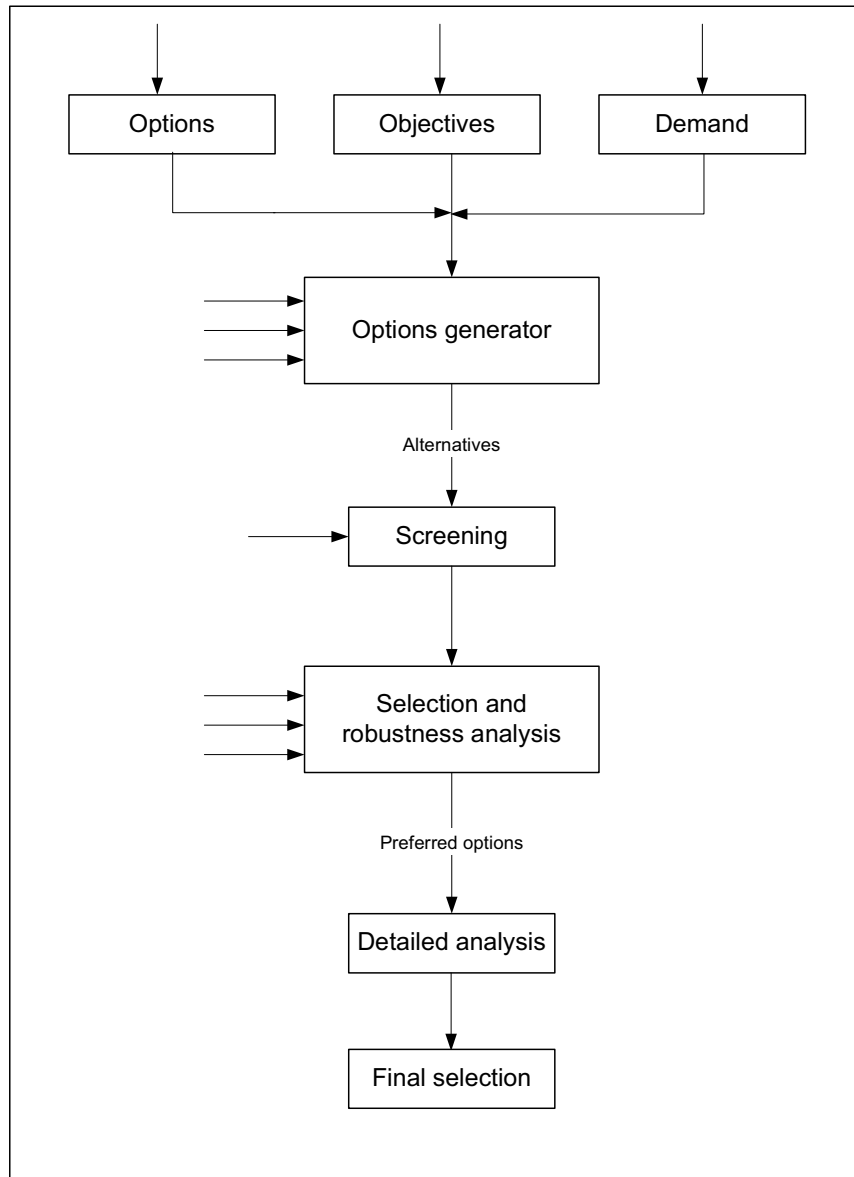 Options
Objectives
Demand
Options generator
Alternatives
Screening
Selection and
robustness analysis
Preferred options
Detailed analysis
Final selection